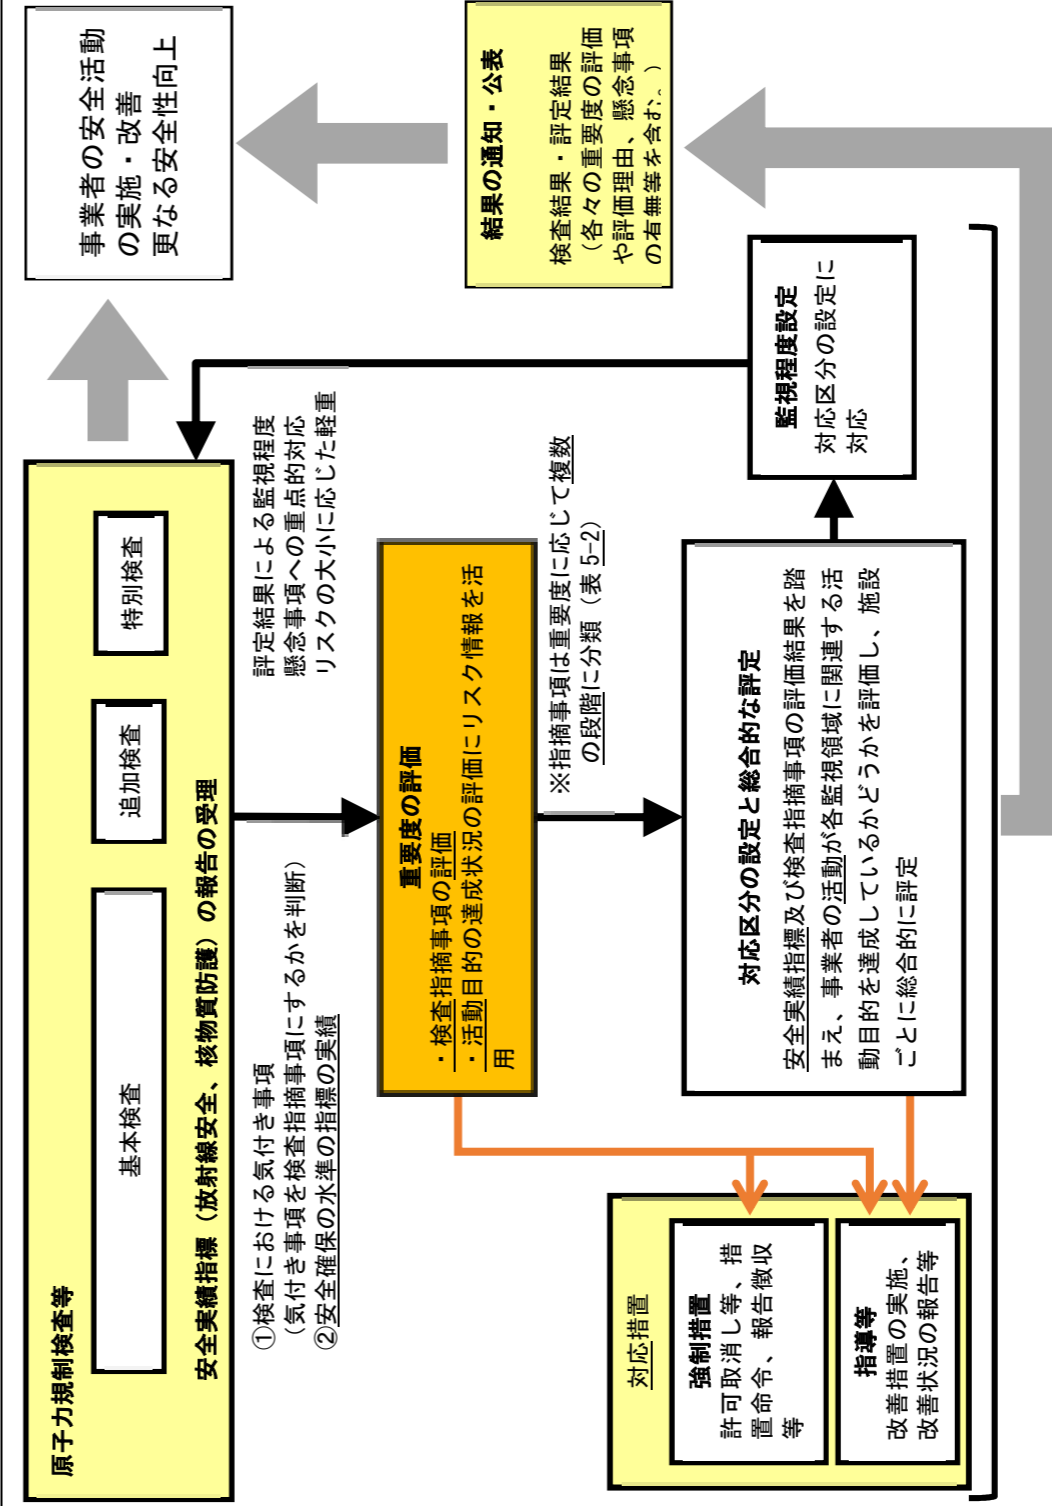 原子力規制検査等
基本検査
追加検査
特別検査
安全実績指標（放射線安全、核物質防護）の報告の受理
事業者の安全活動
の実施・改善
更なる安全性向上
①検査における気付き事項
（気付き事項を検査指摘事項にするかを判断）
②安全確保の水準の指標の実績
評定結果による監視程度
懸念事項への重点的対応
リスクの大小に応じた軽重
重要度の評価
・検査指摘事項の評価
・活動目的の達成状況の評価にリスク情報を活
用
結果の通知・公表
検査結果・評定結果
（各々の重要度の評価
や評価理由、懸念事項
の有無等を含む。）
※指摘事項は重要度に応じて複数
の段階に分類（表 5-2）
対応区分の設定と総合的な評定
安全実績指標及び検査指摘事項の評価結果を踏
まえ、事業者の活動が各監視領域に関連する活
動目的を達成しているかどうかを評価し、施設
ごとに総合的に評定
監視程度設定
対応区分の設定に
対応
対応措置
強制措置
許可取消し等、措
置命令、報告徴収
等
指導等
改善措置の実施、
改善状況の報告等